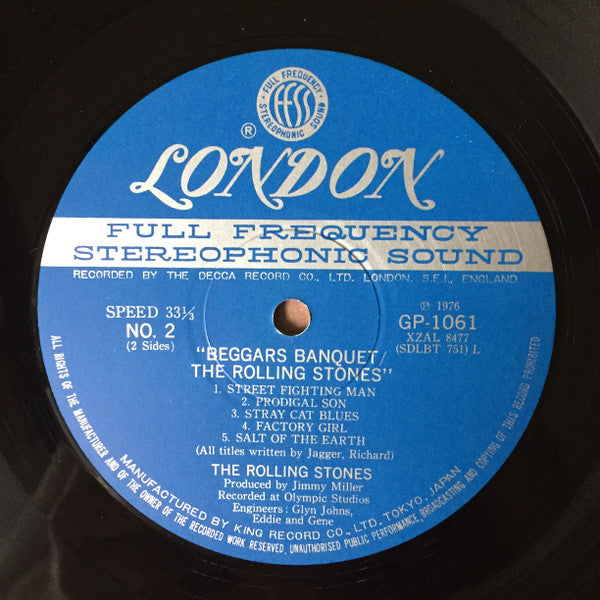 FULL FREQUENCY
ffss
STEREOPHONIC SOUND
®
LONDON
FULL FREQUENCY
STEREOPHONIC SOUND
RECORDED BY THE DECCA RECORD CO., LTD. LONDON, S.E.I., ENGLAND
SPEED 33⅓
NO. 2
(2 Sides)
℗ 1976
GP-1061
XZAL 8477
(SDLBT 751) L
"BEGGARS BANQUET/
THE ROLLING STONES"
1. STREET FIGHTING MAN
2. PRODIGAL SON
3. STRAY CAT BLUES
4. FACTORY GIRL
5. SALT OF THE EARTH
(All titles written by Jagger, Richard)
THE ROLLING STONES
Produced by Jimmy Miller
Recorded at Olympic Studios
Engineers : Glyn Johns,
Eddie and Gene
MANUFACTURED BY KING RECORD CO., LTD. TOKYO, JAPAN
ALL RIGHTS OF THE MANUFACTURER AND OF THE OWNER OF THE RECORDED WORK RESERVED, UNAUTHORISED PUBLIC PERFORMANCE, BROADCASTING AND COPYING OF THIS RECORD PROHIBITED